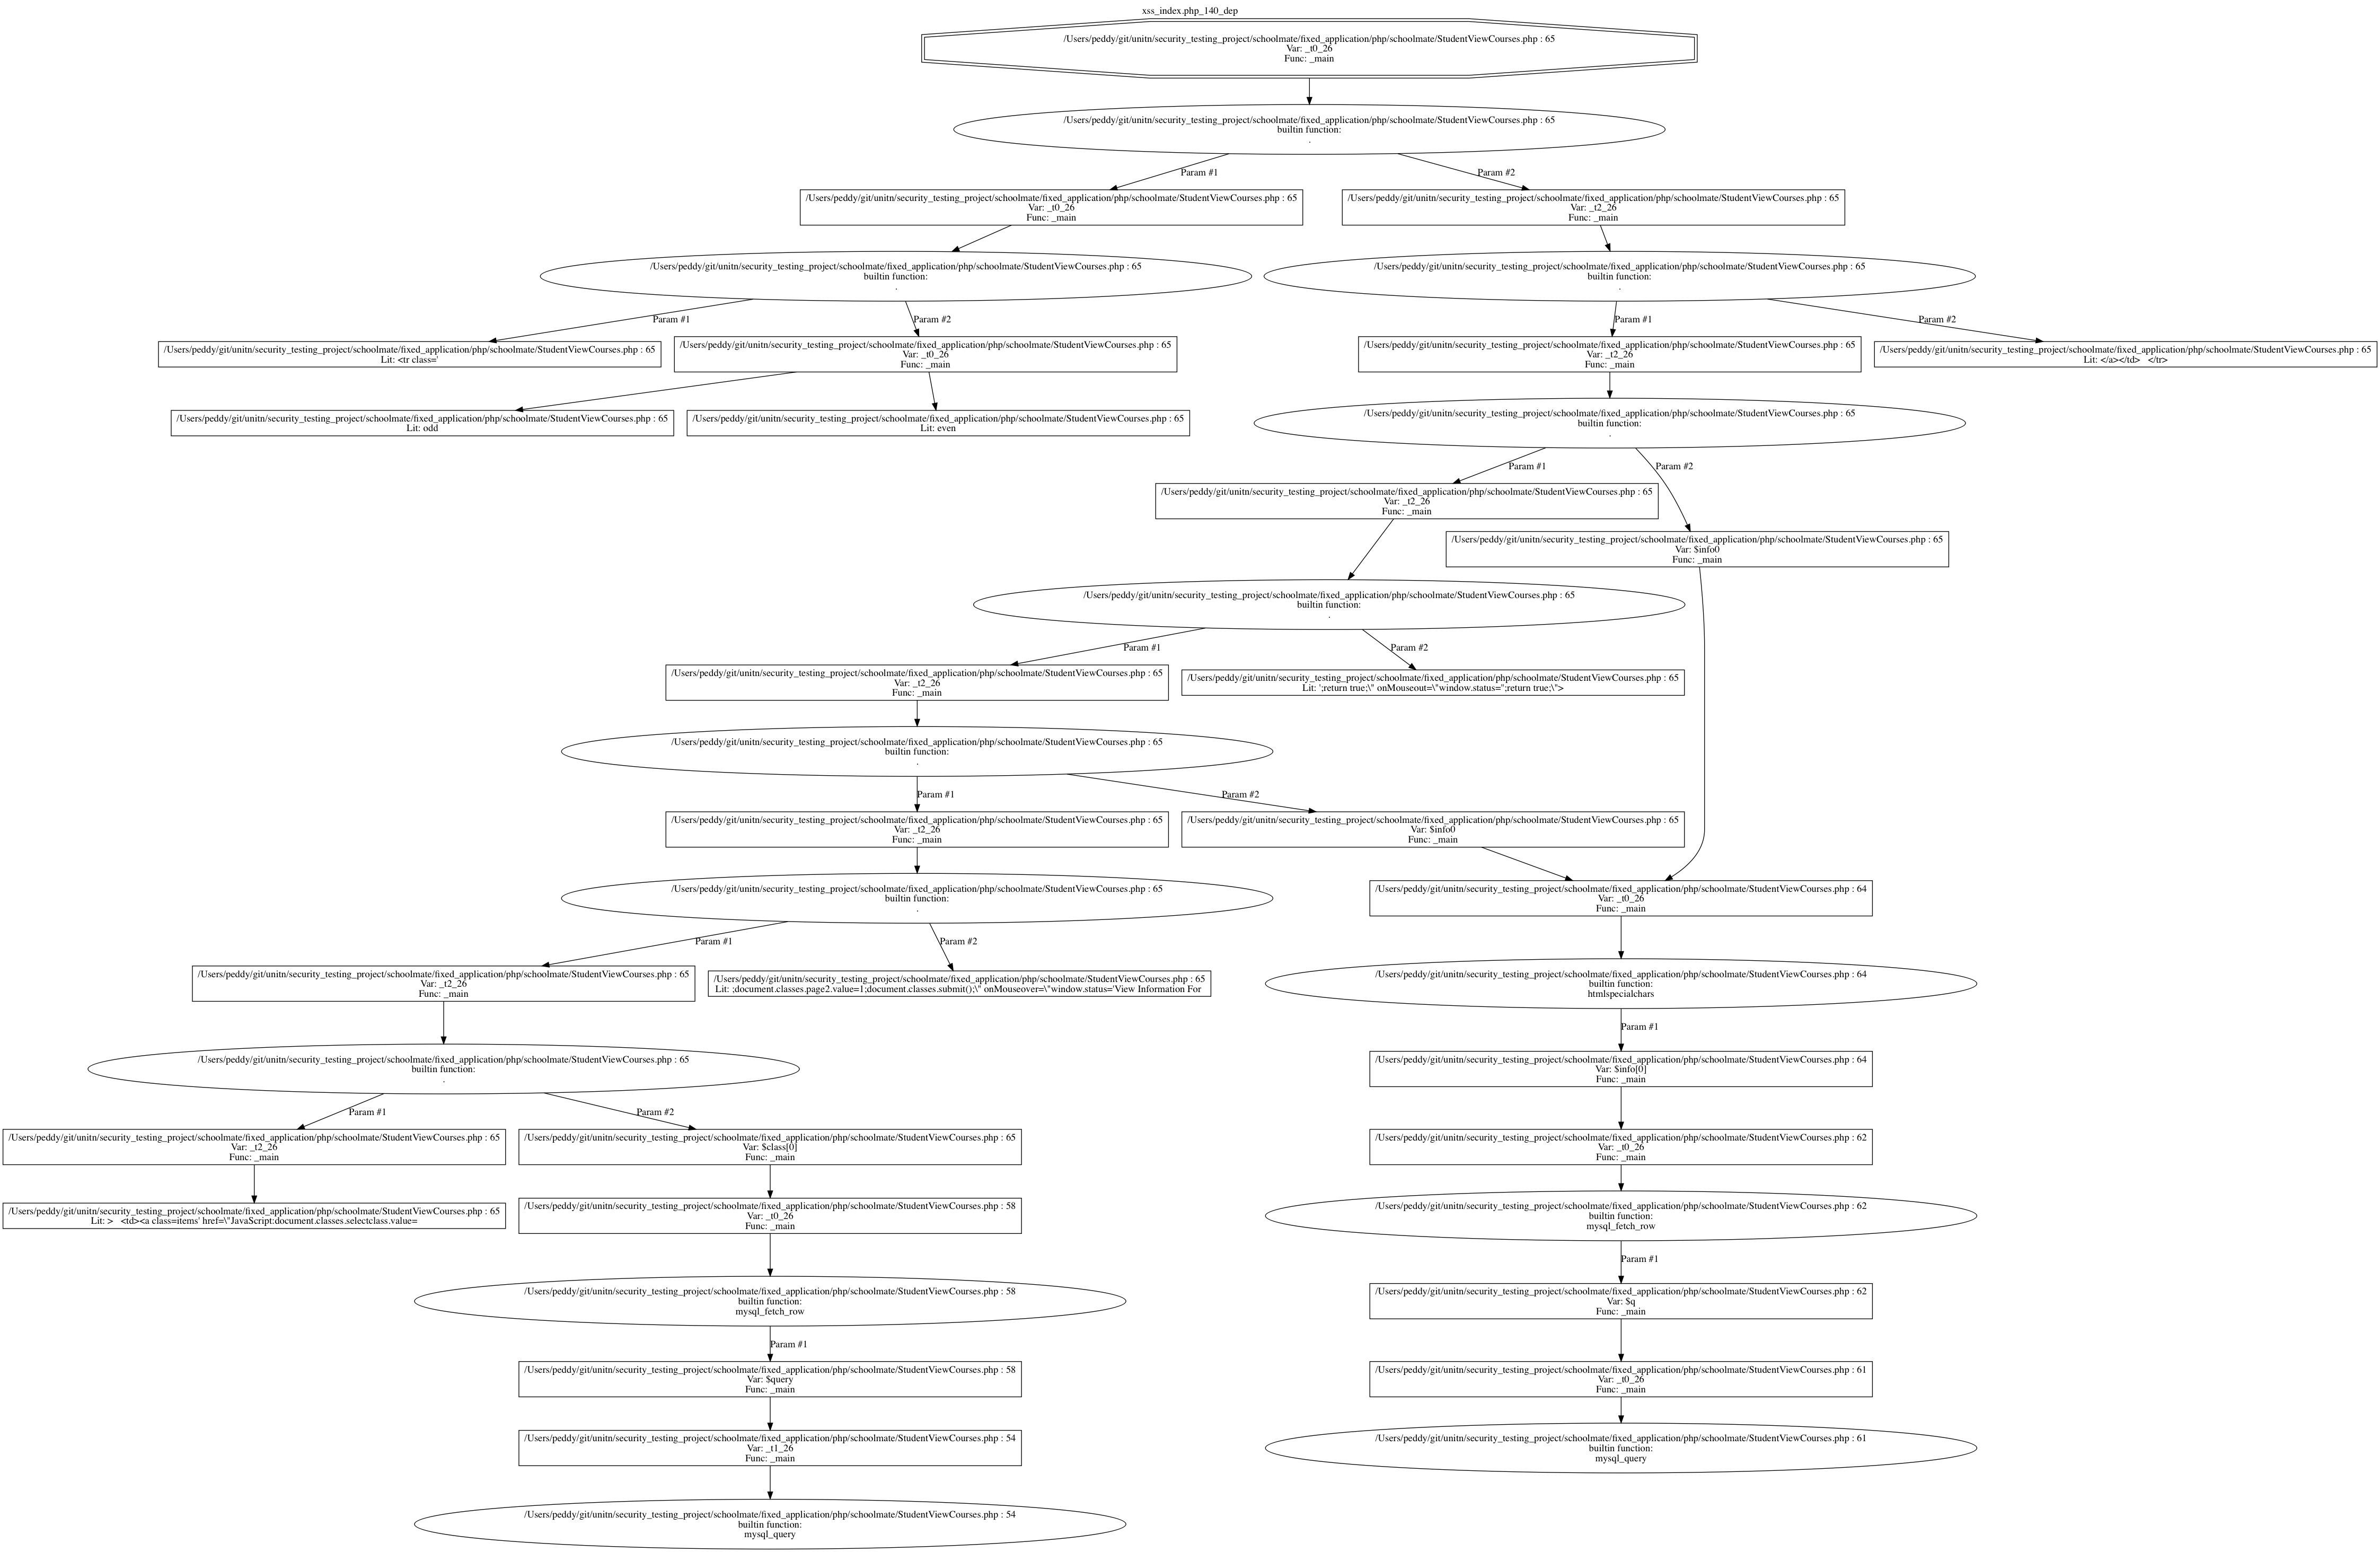 xss_index.php_140_dep
/Users/peddy/git/unitn/security_testing_project/schoolmate/fixed_application/php/schoolmate/StudentViewCourses.php : 65
Var: _t0_26
Func: _main
/Users/peddy/git/unitn/security_testing_project/schoolmate/fixed_application/php/schoolmate/StudentViewCourses.php : 65
builtin function:
.
Param #1
Param #2
/Users/peddy/git/unitn/security_testing_project/schoolmate/fixed_application/php/schoolmate/StudentViewCourses.php : 65
Var: _t0_26
Func: _main
/Users/peddy/git/unitn/security_testing_project/schoolmate/fixed_application/php/schoolmate/StudentViewCourses.php : 65
Var: _t2_26
Func: _main
/Users/peddy/git/unitn/security_testing_project/schoolmate/fixed_application/php/schoolmate/StudentViewCourses.php : 65
builtin function:
.
/Users/peddy/git/unitn/security_testing_project/schoolmate/fixed_application/php/schoolmate/StudentViewCourses.php : 65
builtin function:
.
Param #1
Param #2
Param #1
Param #2
/Users/peddy/git/unitn/security_testing_project/schoolmate/fixed_application/php/schoolmate/StudentViewCourses.php : 65
Lit: <tr class='
/Users/peddy/git/unitn/security_testing_project/schoolmate/fixed_application/php/schoolmate/StudentViewCourses.php : 65
Var: _t0_26
Func: _main
/Users/peddy/git/unitn/security_testing_project/schoolmate/fixed_application/php/schoolmate/StudentViewCourses.php : 65
Var: _t2_26
Func: _main
/Users/peddy/git/unitn/security_testing_project/schoolmate/fixed_application/php/schoolmate/StudentViewCourses.php : 65
Lit: </a></td>   </tr>
/Users/peddy/git/unitn/security_testing_project/schoolmate/fixed_application/php/schoolmate/StudentViewCourses.php : 65
Lit: odd
/Users/peddy/git/unitn/security_testing_project/schoolmate/fixed_application/php/schoolmate/StudentViewCourses.php : 65
Lit: even
/Users/peddy/git/unitn/security_testing_project/schoolmate/fixed_application/php/schoolmate/StudentViewCourses.php : 65
builtin function:
.
Param #1
Param #2
/Users/peddy/git/unitn/security_testing_project/schoolmate/fixed_application/php/schoolmate/StudentViewCourses.php : 65
Var: _t2_26
Func: _main
/Users/peddy/git/unitn/security_testing_project/schoolmate/fixed_application/php/schoolmate/StudentViewCourses.php : 65
Var: $info0
Func: _main
/Users/peddy/git/unitn/security_testing_project/schoolmate/fixed_application/php/schoolmate/StudentViewCourses.php : 65
builtin function:
.
Param #1
Param #2
/Users/peddy/git/unitn/security_testing_project/schoolmate/fixed_application/php/schoolmate/StudentViewCourses.php : 65
Var: _t2_26
Func: _main
/Users/peddy/git/unitn/security_testing_project/schoolmate/fixed_application/php/schoolmate/StudentViewCourses.php : 65
Lit: ';return true;\" onMouseout=\"window.status='';return true;\">
/Users/peddy/git/unitn/security_testing_project/schoolmate/fixed_application/php/schoolmate/StudentViewCourses.php : 65
builtin function:
.
Param #1
Param #2
/Users/peddy/git/unitn/security_testing_project/schoolmate/fixed_application/php/schoolmate/StudentViewCourses.php : 65
Var: _t2_26
Func: _main
/Users/peddy/git/unitn/security_testing_project/schoolmate/fixed_application/php/schoolmate/StudentViewCourses.php : 65
Var: $info0
Func: _main
/Users/peddy/git/unitn/security_testing_project/schoolmate/fixed_application/php/schoolmate/StudentViewCourses.php : 65
builtin function:
.
/Users/peddy/git/unitn/security_testing_project/schoolmate/fixed_application/php/schoolmate/StudentViewCourses.php : 64
Var: _t0_26
Func: _main
Param #1
Param #2
/Users/peddy/git/unitn/security_testing_project/schoolmate/fixed_application/php/schoolmate/StudentViewCourses.php : 65
Var: _t2_26
Func: _main
/Users/peddy/git/unitn/security_testing_project/schoolmate/fixed_application/php/schoolmate/StudentViewCourses.php : 65
Lit: ;document.classes.page2.value=1;document.classes.submit();\" onMouseover=\"window.status='View Information For
/Users/peddy/git/unitn/security_testing_project/schoolmate/fixed_application/php/schoolmate/StudentViewCourses.php : 64
builtin function:
htmlspecialchars
Param #1
/Users/peddy/git/unitn/security_testing_project/schoolmate/fixed_application/php/schoolmate/StudentViewCourses.php : 65
builtin function:
.
/Users/peddy/git/unitn/security_testing_project/schoolmate/fixed_application/php/schoolmate/StudentViewCourses.php : 64
Var: $info[0]
Func: _main
Param #1
Param #2
/Users/peddy/git/unitn/security_testing_project/schoolmate/fixed_application/php/schoolmate/StudentViewCourses.php : 65
Var: _t2_26
Func: _main
/Users/peddy/git/unitn/security_testing_project/schoolmate/fixed_application/php/schoolmate/StudentViewCourses.php : 65
Var: $class[0]
Func: _main
/Users/peddy/git/unitn/security_testing_project/schoolmate/fixed_application/php/schoolmate/StudentViewCourses.php : 62
Var: _t0_26
Func: _main
/Users/peddy/git/unitn/security_testing_project/schoolmate/fixed_application/php/schoolmate/StudentViewCourses.php : 65
Lit: >   <td><a class=items' href=\"JavaScript:document.classes.selectclass.value=
/Users/peddy/git/unitn/security_testing_project/schoolmate/fixed_application/php/schoolmate/StudentViewCourses.php : 58
Var: _t0_26
Func: _main
/Users/peddy/git/unitn/security_testing_project/schoolmate/fixed_application/php/schoolmate/StudentViewCourses.php : 62
builtin function:
mysql_fetch_row
Param #1
/Users/peddy/git/unitn/security_testing_project/schoolmate/fixed_application/php/schoolmate/StudentViewCourses.php : 58
builtin function:
mysql_fetch_row
/Users/peddy/git/unitn/security_testing_project/schoolmate/fixed_application/php/schoolmate/StudentViewCourses.php : 62
Var: $q
Func: _main
Param #1
/Users/peddy/git/unitn/security_testing_project/schoolmate/fixed_application/php/schoolmate/StudentViewCourses.php : 58
Var: $query
Func: _main
/Users/peddy/git/unitn/security_testing_project/schoolmate/fixed_application/php/schoolmate/StudentViewCourses.php : 61
Var: _t0_26
Func: _main
/Users/peddy/git/unitn/security_testing_project/schoolmate/fixed_application/php/schoolmate/StudentViewCourses.php : 54
Var: _t1_26
Func: _main
/Users/peddy/git/unitn/security_testing_project/schoolmate/fixed_application/php/schoolmate/StudentViewCourses.php : 61
builtin function:
mysql_query
/Users/peddy/git/unitn/security_testing_project/schoolmate/fixed_application/php/schoolmate/StudentViewCourses.php : 54
builtin function:
mysql_query